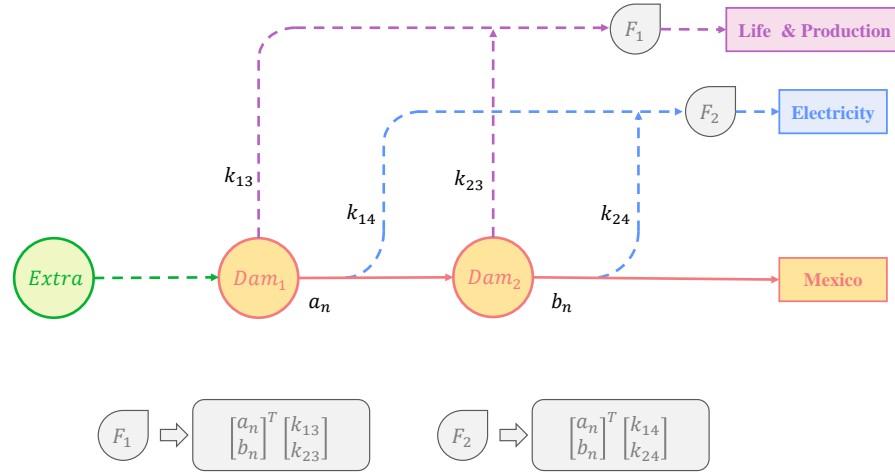 F₁
Life & Production
F₂
Electricity
k₁₃
k₁₄
k₂₃
k₂₄
Extra
Dam₁
Dam₂
Mexico
aₙ
bₙ
F₁ [aₙ bₙ]ᵀ [k₁₃ k₂₃]
F₂ [aₙ bₙ]ᵀ [k₁₄ k₂₄]